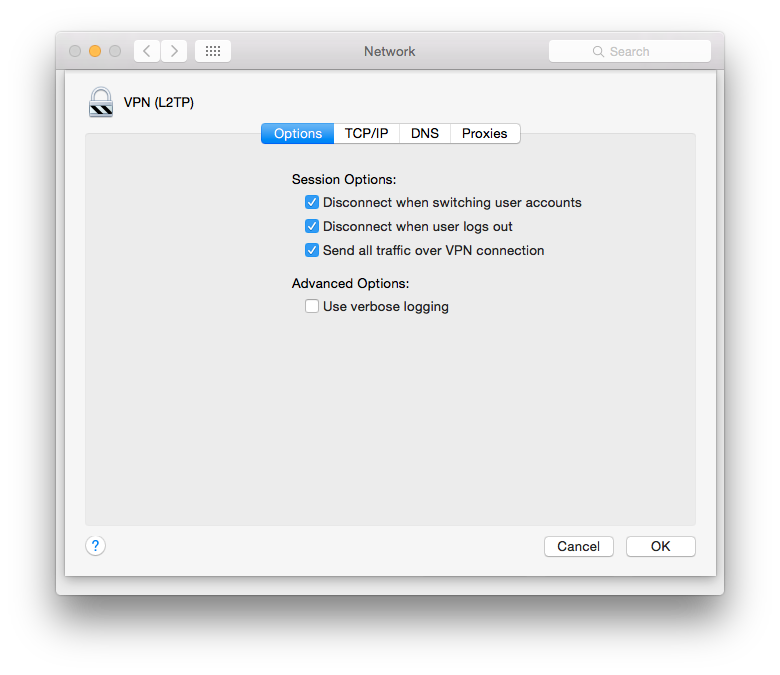 Network
Search
VPN (L2TP)
Options TCP/IP DNS Proxies
Session Options:
Disconnect when switching user accounts
Disconnect when user logs out
Send all traffic over VPN connection
Advanced Options:
Use verbose logging
? Cancel OK